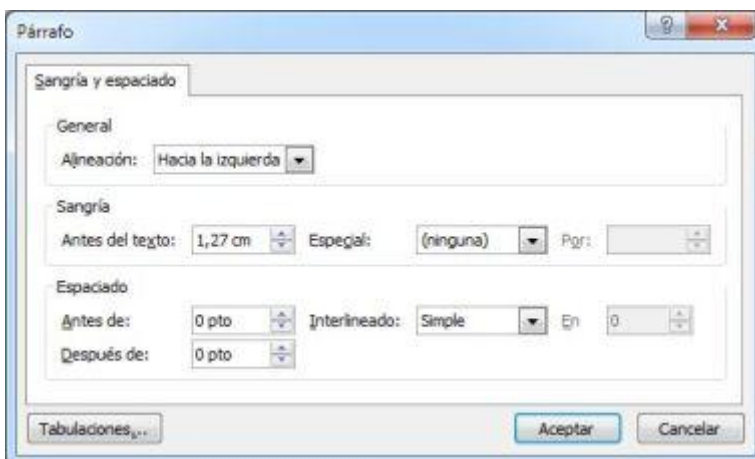 Párrafo
Sangría y espaciado
General
Alineación: Hacia la izquierda
Sangría
Antes del texto: 1,27 cm Especial: (ninguna) Por:
Espaciado
Antes de: 0 pto Interlineado: Simple En 0
Después de: 0 pto
Tabulaciones... Aceptar Cancelar